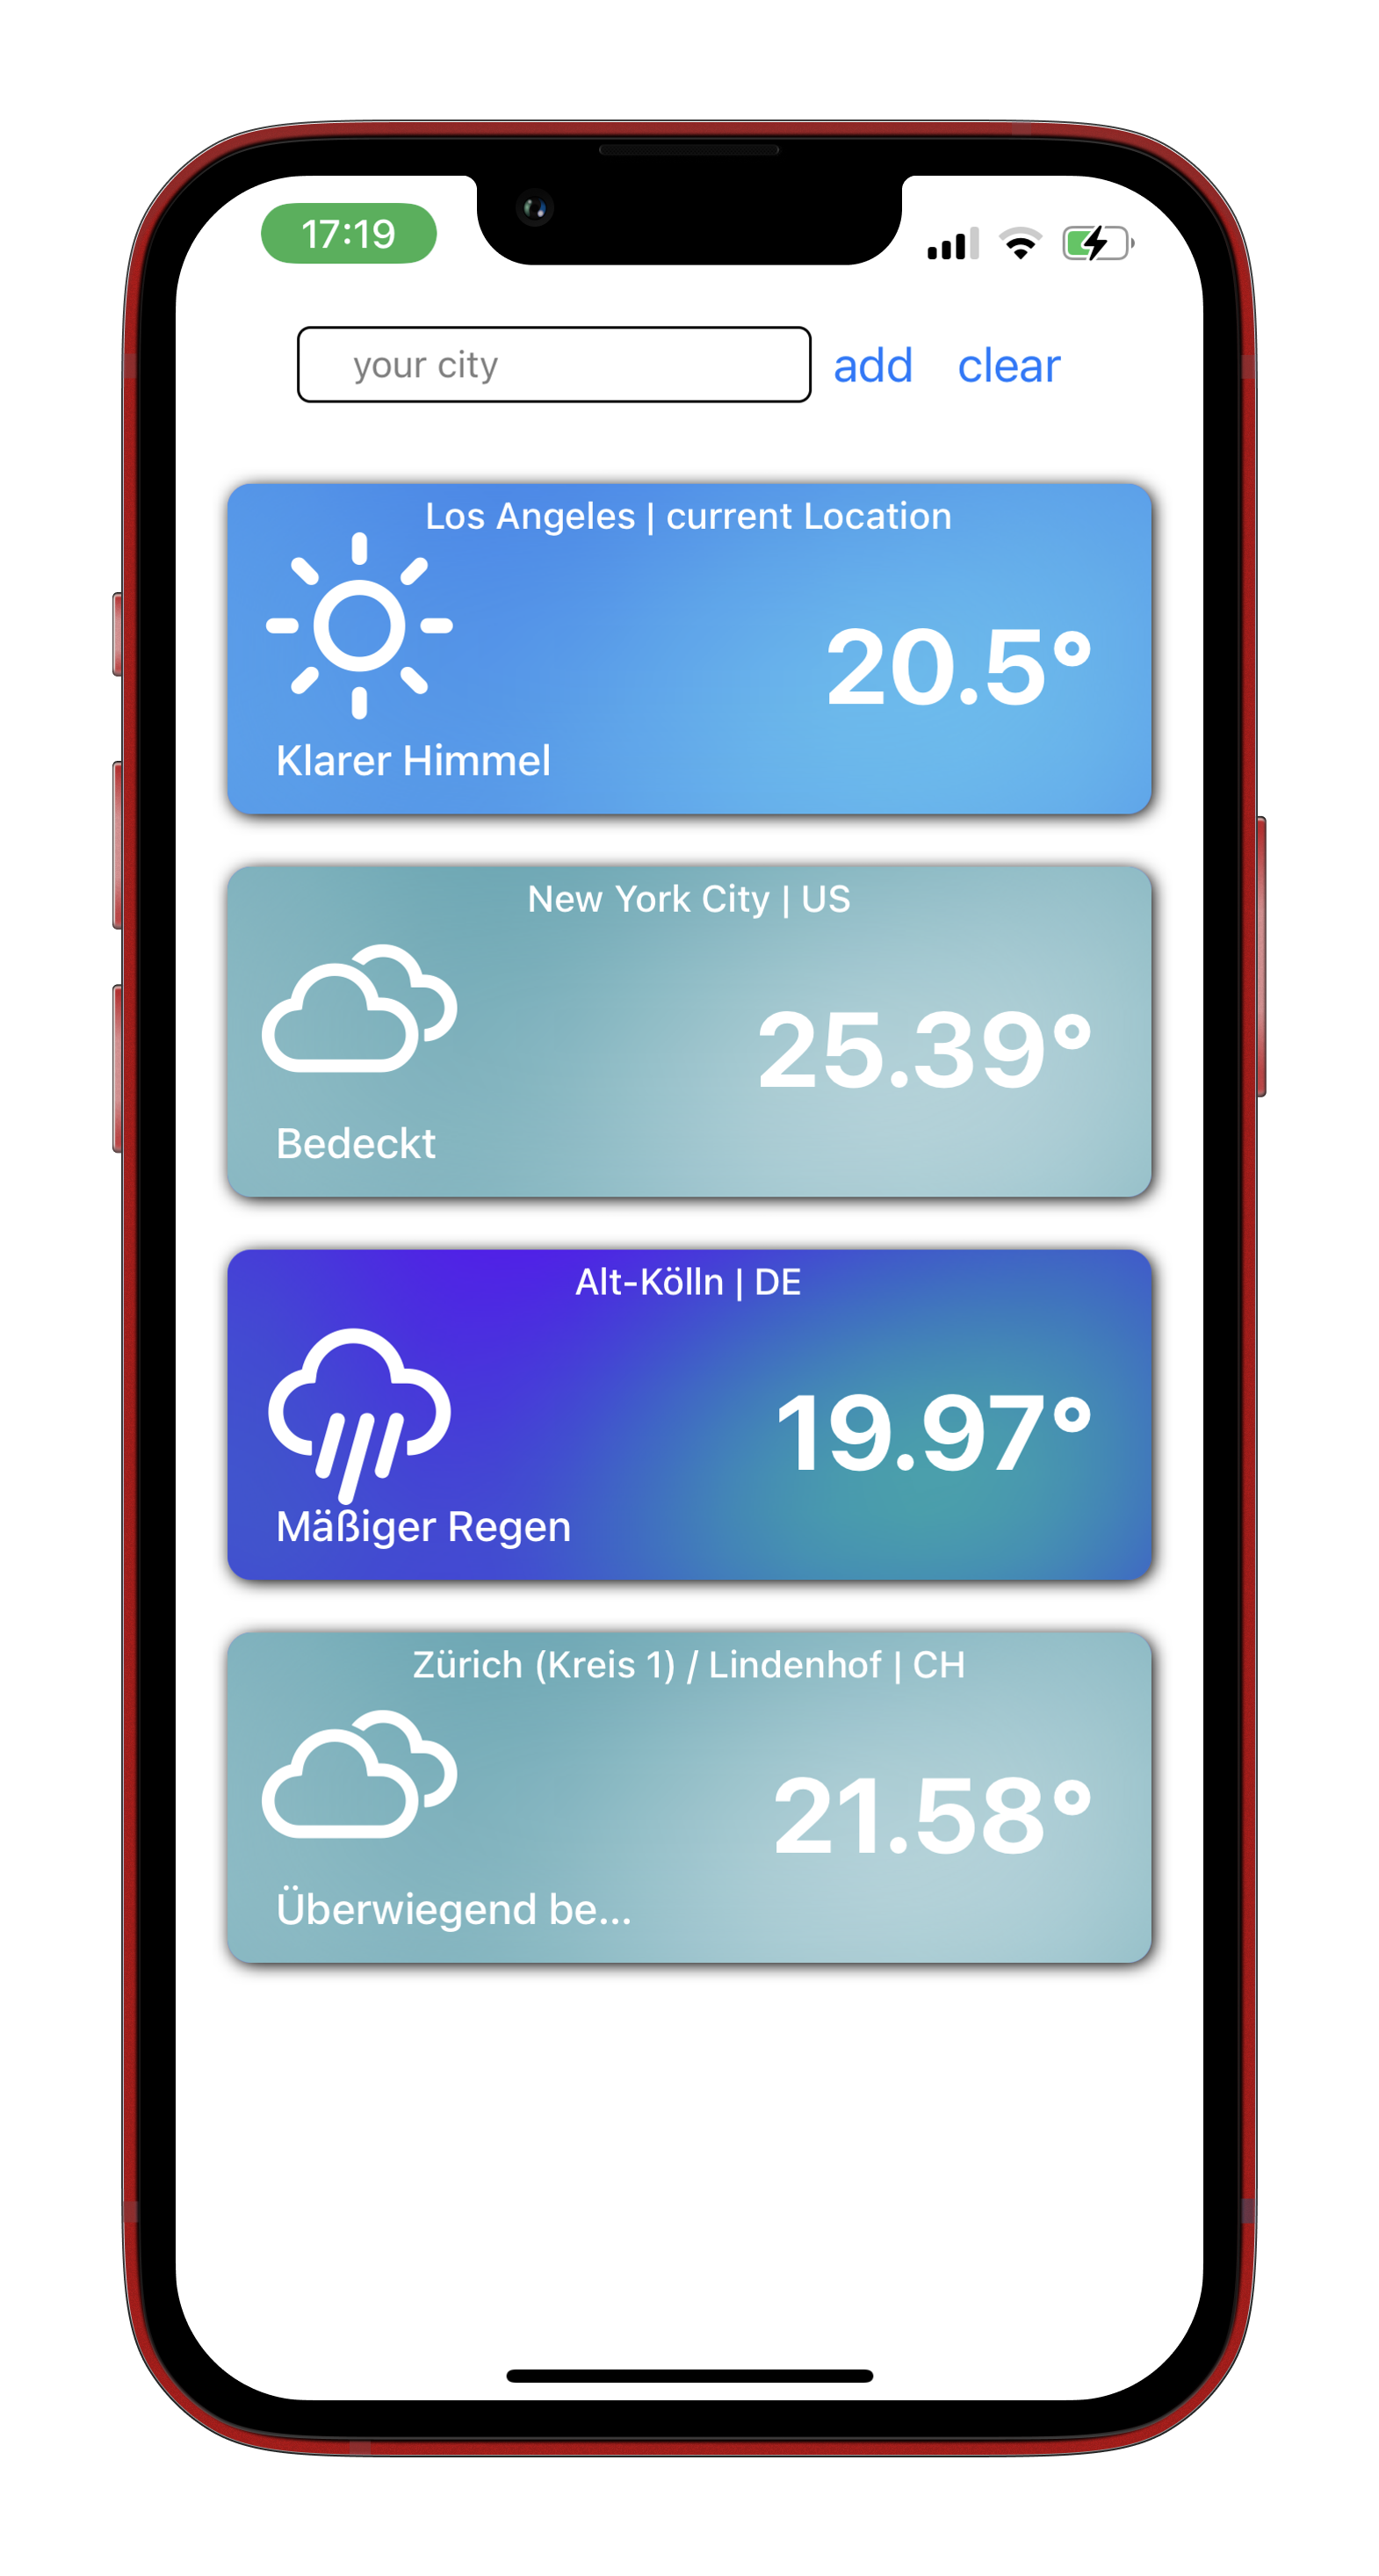 17:19
your city
add clear
Los Angeles | current Location
20.5°
Klarer Himmel
New York City | US
25.39°
Bedeckt
Alt-Kölln | DE
19.97°
Mäßiger Regen
Zürich (Kreis 1) / Lindenhof | CH
21.58°
Überwiegend be...